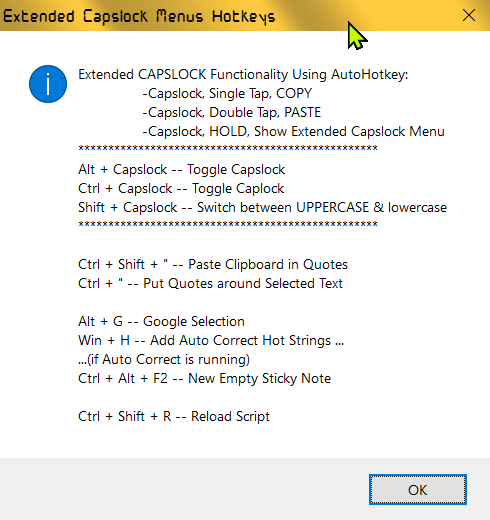 Extended Capslock Menus Hotkeys
Extended CAPSLOCK Functionality Using AutoHotkey:
-Capslock, Single Tap, COPY
-Capslock, Double Tap, PASTE
-Capslock, HOLD, Show Extended Capslock Menu
**************************************************
Alt + Capslock -- Toggle Capslock
Ctrl + Capslock -- Toggle Caplock
Shift + Capslock -- Switch between UPPERCASE & lowercase
**************************************************
Ctrl + Shift + " -- Paste Clipboard in Quotes
Ctrl + " -- Put Quotes around Selected Text
Alt + G -- Google Selection
Win + H -- Add Auto Correct Hot Strings ...
...(if Auto Correct is running)
Ctrl + Alt + F2 -- New Empty Sticky Note
Ctrl + Shift + R -- Reload Script
OK